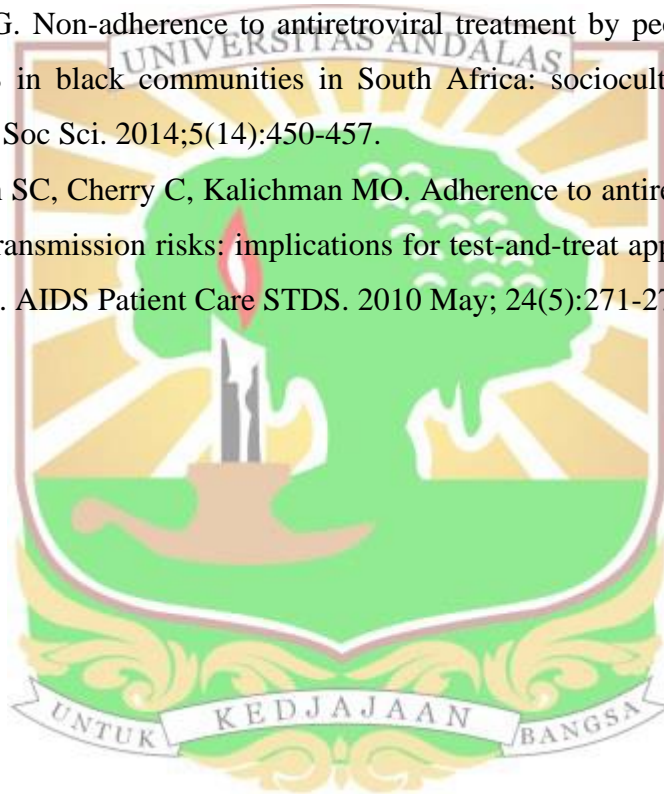 G. Non-adherence to antiretroviral treatment by pec
UNIVERSITAS ANDALAS
in black communities in South Africa: sociocult
Soc Sci. 2014;5(14):450-457.
SC, Cherry C, Kalichman MO. Adherence to antire
ransmission risks: implications for test-and-treat app
. AIDS Patient Care STDS. 2010 May; 24(5):271-27
UNTUK KEDJAJAAN BANGSA